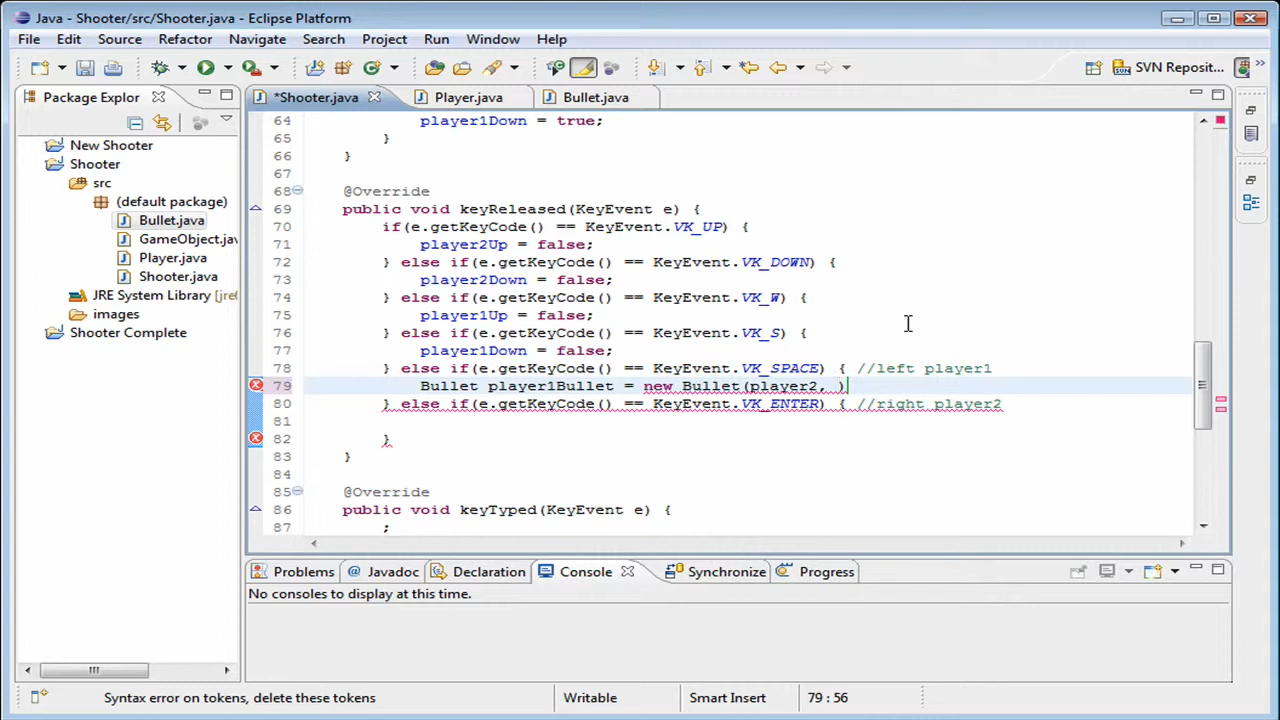 Java - Shooter/src/Shooter.java - Eclipse Platform
File Edit Source Refactor Navigate Search Project Run Window Help
SVN Reposit...
Package Explor
*Shooter.java Player.java Bullet.java
New Shooter
Shooter
src
(default package)
Bullet.java
GameObject.jav
Player.java
Shooter.java
JRE System Library [jre
images
Shooter Complete
64 player1Down = true;
65 }
66 }
67
68 @Override
69 public void keyReleased(KeyEvent e) {
70 if(e.getKeyCode() == KeyEvent.VK_UP) {
71 player2Up = false;
72 } else if(e.getKeyCode() == KeyEvent.VK_DOWN) {
73 player2Down = false;
74 } else if(e.getKeyCode() == KeyEvent.VK_W) {
75 player1Up = false;
76 } else if(e.getKeyCode() == KeyEvent.VK_S) {
77 player1Down = false;
78 } else if(e.getKeyCode() == KeyEvent.VK_SPACE) { //left player1
79 Bullet player1Bullet = new Bullet(player2, )
80 } else if(e.getKeyCode() == KeyEvent.VK_ENTER) { //right player2
81
82 }
83 }
84
85 @Override
86 public void keyTyped(KeyEvent e) {
87 ;
Problems @ Javadoc Declaration Console Synchronize Progress
No consoles to display at this time.
Syntax error on tokens, delete these tokens Writable Smart Insert 79 : 56